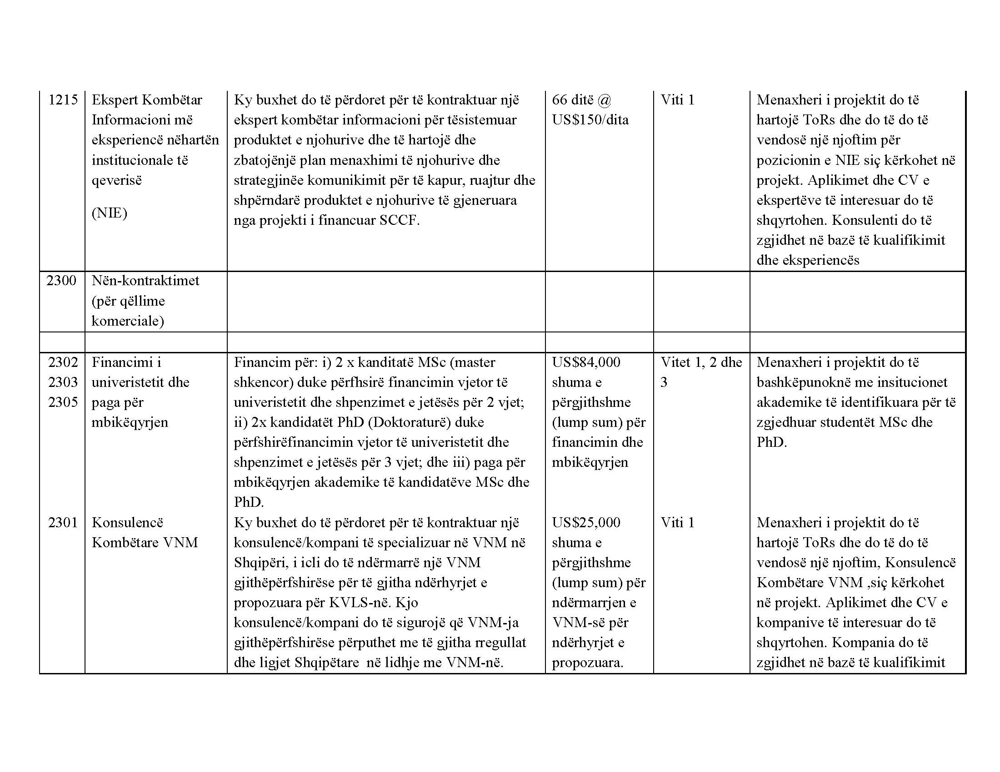 1215
Ekspert Kombëtar
Informacioni më
eksperiencë nëhartën
institucionale të
qeverisë
(NIE)
Ky buxhet do të përdoret për të kontraktuar një
ekspert kombëtar informacioni për tësistemuar
produktet e njohurive dhe të hartojë dhe
zbatojënjë plan menaxhimi të njohurive dhe
strategjinëe komunikimit për të kapur, ruajtur dhe
shpërndarë produktet e njohurive të gjeneruara
nga projekti i financuar SCCF.
66 ditë @
US$150/dita
Viti 1
Menaxheri i projektit do të
hartojë ToRs dhe do të do të
vendosë një njoftim për
pozicionin e NIE siç kërkohet në
projekt. Aplikimet dhe CV e
ekspertëve të interesuar do të
shqyrtohen. Konsulenti do të
zgjidhet në bazë të kualifikimit
dhe eksperiencës
2300
Nën-kontraktimet
(për qëllime
komerciale)
2302
2303
2305
Financimi i
univeristetit dhe
paga për
mbikëqyrjen
Financim për: i) 2 x kanditatë MSc (master
shkencor) duke përfhsirë financimin vjetor të
univeristetit dhe shpenzimet e jetësës për 2 vjet;
ii) 2x kandidatët PhD (Doktoraturë) duke
përfshirëfinancimin vjetor të univeristetit dhe
shpenzimet e jetësës për 3 vjet; dhe iii) paga për
mbikëqyrjen akademike të kandidatëve MSc dhe
PhD.
US$84,000
shuma e
përgjithshme
(lump sum) për
financimin dhe
mbikëqyrjen
Vitet 1, 2 dhe
3
Menaxheri i projektit do të
bashkëpunoknë me insitucionet
akademike të identifikuara për të
zgjedhuar studentët MSc dhe
PhD.
2301
Konsulencë
Kombëtare VNM
Ky buxhet do të përdoret për të kontraktuar një
konsulencë/kompani të specializuar në VNM në
Shqipëri, i icli do të ndërmarrë një VNM
gjithëpërfshirëse për të gjitha ndërhyrjet e
propozuara për KVLS-në. Kjo
konsulencë/kompani do të sigurojë që VNM-ja
gjithëpërfshirëse përputhet me të gjitha rregullat
dhe ligjet Shqipëtare  në lidhje me VNM-në.
US$25,000
shuma e
përgjithshme
(lump sum) për
ndërmarrjen e
VNM-së për
ndërhyrjet e
propozuara.
Viti 1
Menaxheri i projektit do të
hartojë ToRs dhe do të do të
vendosë një njoftim, Konsulencë
Kombëtare VNM ,siç kërkohet
në projekt. Aplikimet dhe CV e
kompanive të interesuar do të
shqyrtohen. Kompania do të
zgjidhet në bazë të kualifikimit